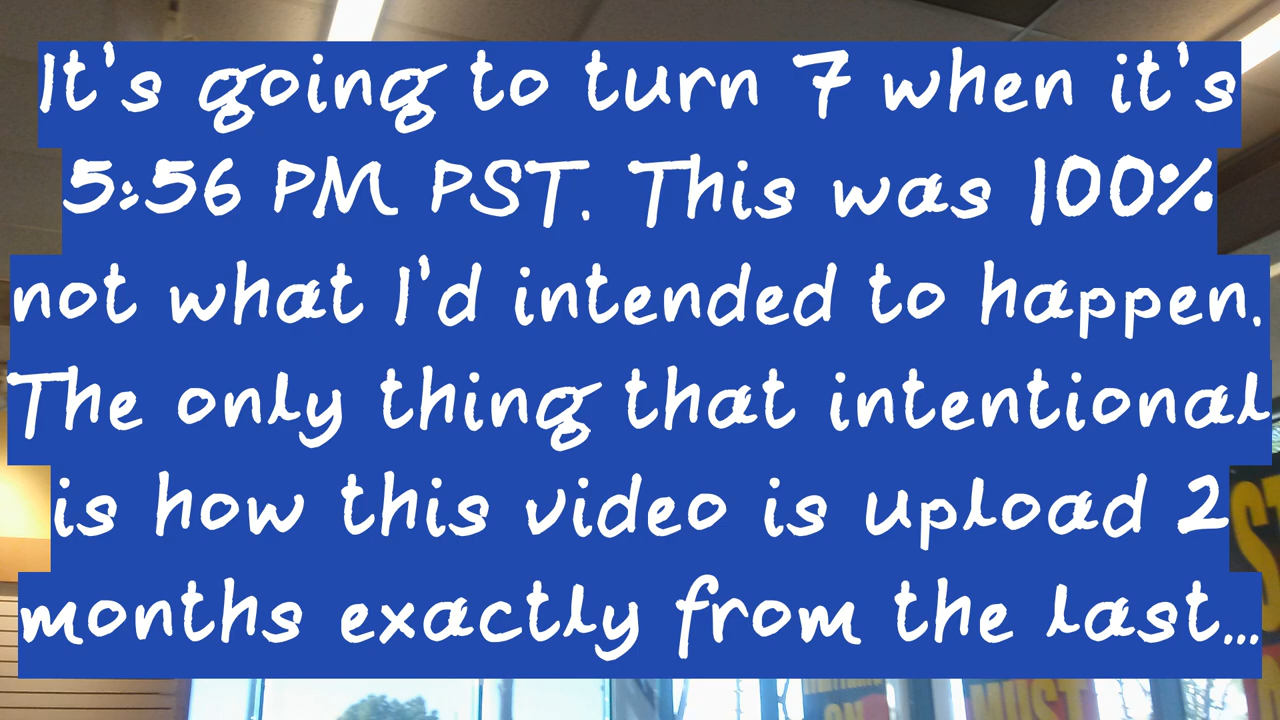 It's going to turn 7 when it's
5:56 PM PST. This was 100%
not what I'd intended to happen.
The only thing that intentional
is how this video is upload 2
months exactly from the last...
MUST